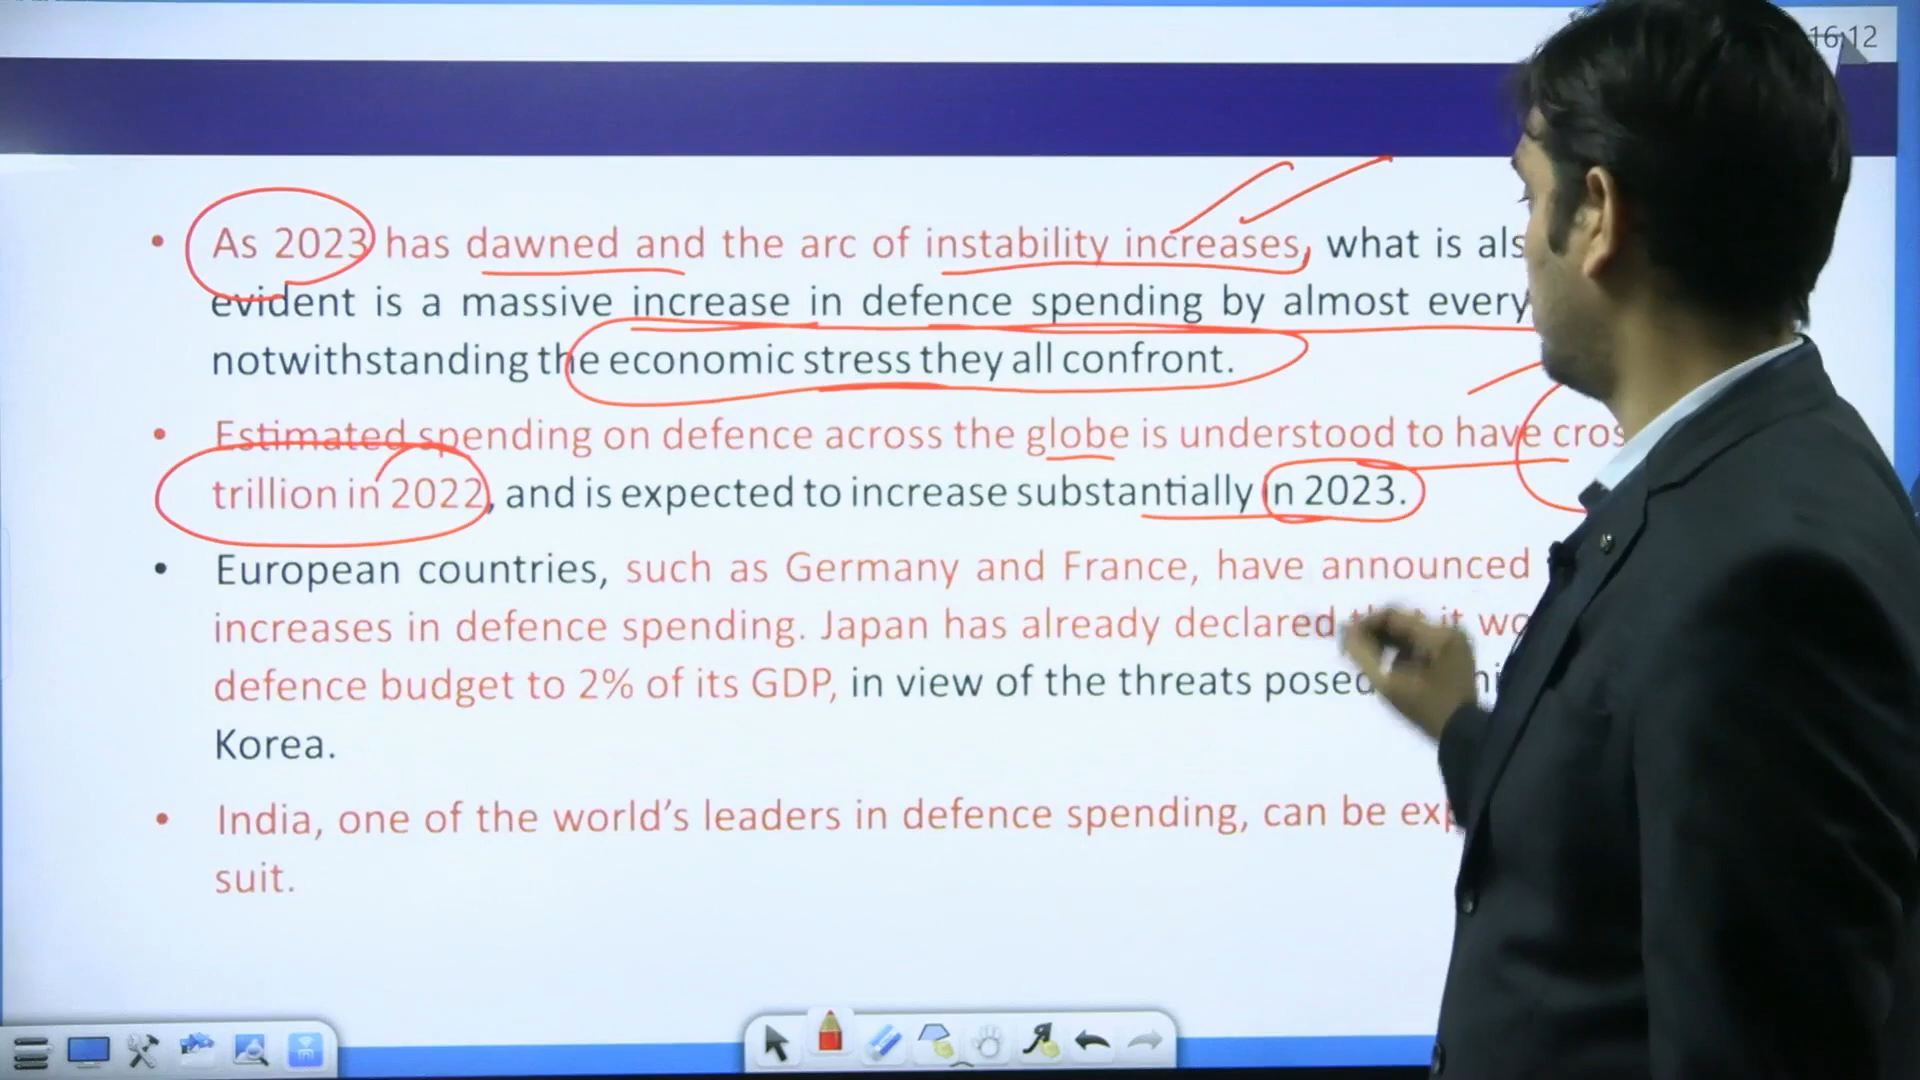 16:12
• As 2023 has dawned and the arc of instability increases, what is
evident is a massive increase in defence spending by almost every
notwithstanding the economic stress they all confront.
• Estimated spending on defence across the globe is understood to have
trillion in 2022, and is expected to increase substantially in 2023.
• European countries, such as Germany and France, have announced
increases in defence spending. Japan has already declared that it
defence budget to 2% of its GDP, in view of the threats posed
Korea.
• India, one of the world's leaders in defence spending, can be
suit.